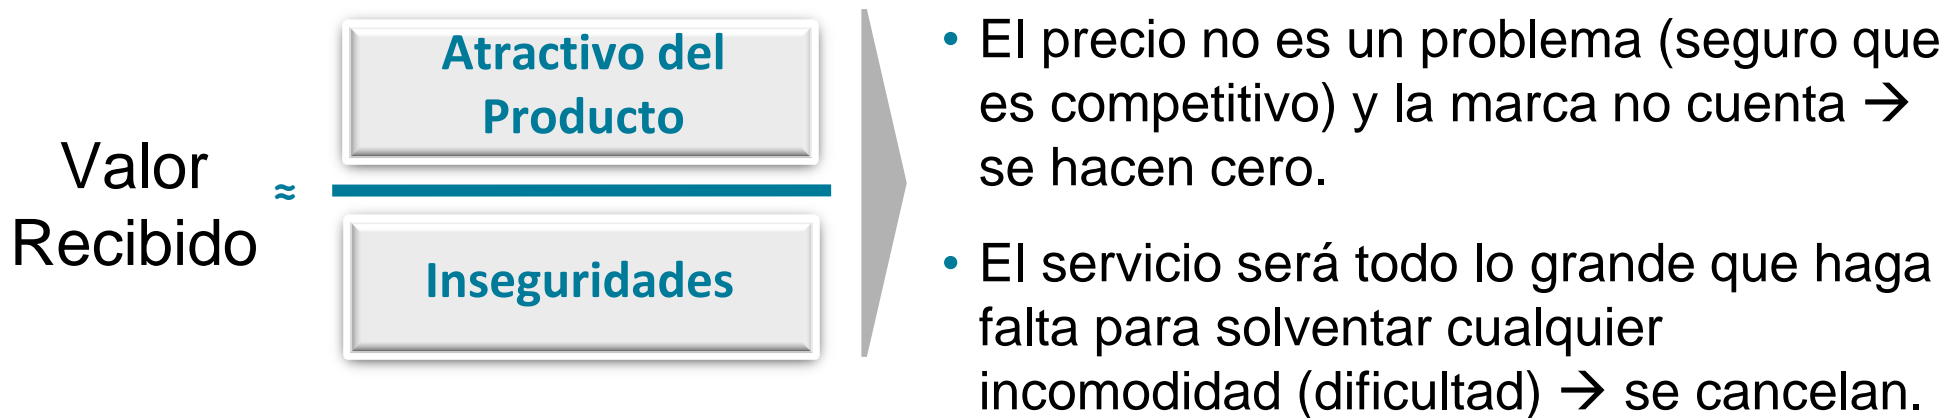 Valor
Recibido
≈
Atractivo del
Producto
Inseguridades
• El precio no es un problema (seguro que
es competitivo) y la marca no cuenta →
se hacen cero.
• El servicio será todo lo grande que haga
falta para solventar cualquier
incomodidad (dificultad) → se cancelan.